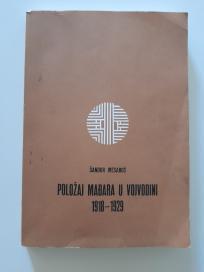 ŠANDOR MESAROŠ
POLOŽAJ MAĐARA U VOJVODINI
1918-1929